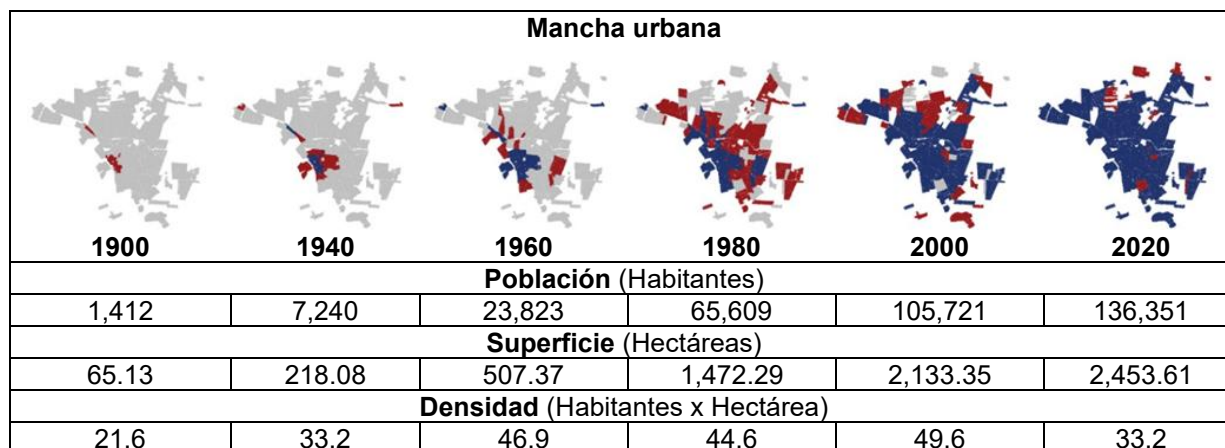 Mancha urbana
1900 1940 1960 1980 2000 2020
Población (Habitantes)
1,412 7,240 23,823 65,609 105,721 136,351
Superficie (Hectáreas)
65.13 218.08 507.37 1,472.29 2,133.35 2,453.61
Densidad (Habitantes x Hectárea)
21.6 33.2 46.9 44.6 49.6 33.2